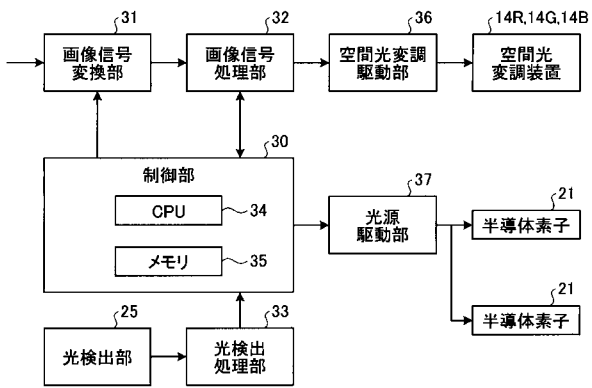 31
32
36
14R,14G,14B
画像信号
変換部
画像信号
処理部
空間光変調
駆動部
空間光
変調装置
30
制御部
CPU
34
メモリ
35
37
光源
駆動部
21
半導体素子
21
半導体素子
25
光検出部
33
光検出
処理部